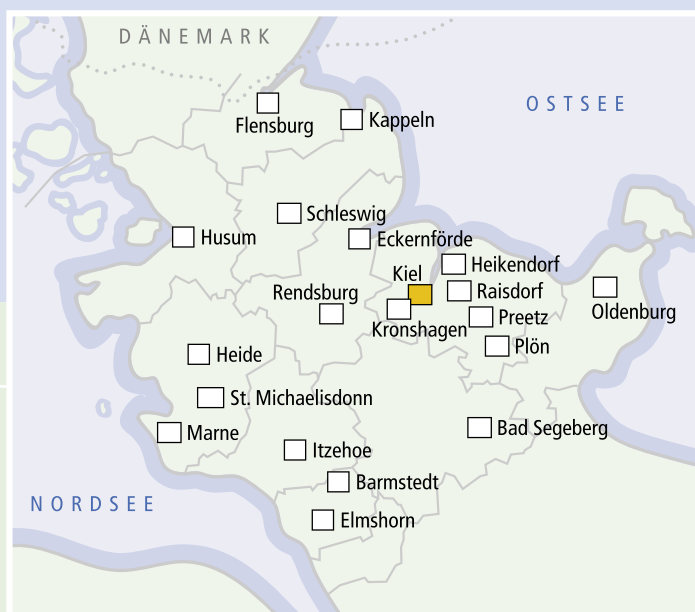 DÄNEMARK
OSTSEE
Flensburg
Kappeln
Schleswig
Husum
Eckernförde
Heikendorf
Kiel
Rendsburg
Raisdorf
Oldenburg
Preetz
Kronshagen
Plön
Heide
St. Michaelisdonn
Marne
Bad Segeberg
Itzehoe
Barmstedt
NORDSEE
Elmshorn